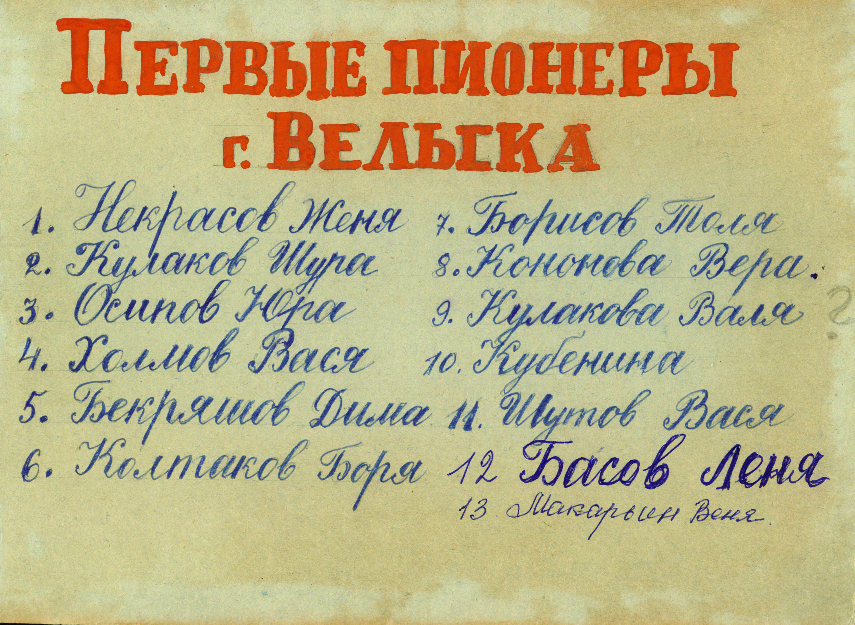 Первые пионеры
г. Вельска
1. Некрасов Женя
2. Кулаков Шура
3. Осипов Юра
4. Холмов Вася
5. Бекряшов Дима
6. Колтаков Боря
7. Борисов Толя
8. Кононова Вера.
9. Кулакова Валя ?
10. Кубенина
11. Шутов Вася
12 Басов Леня
13 Макарьин Веня.